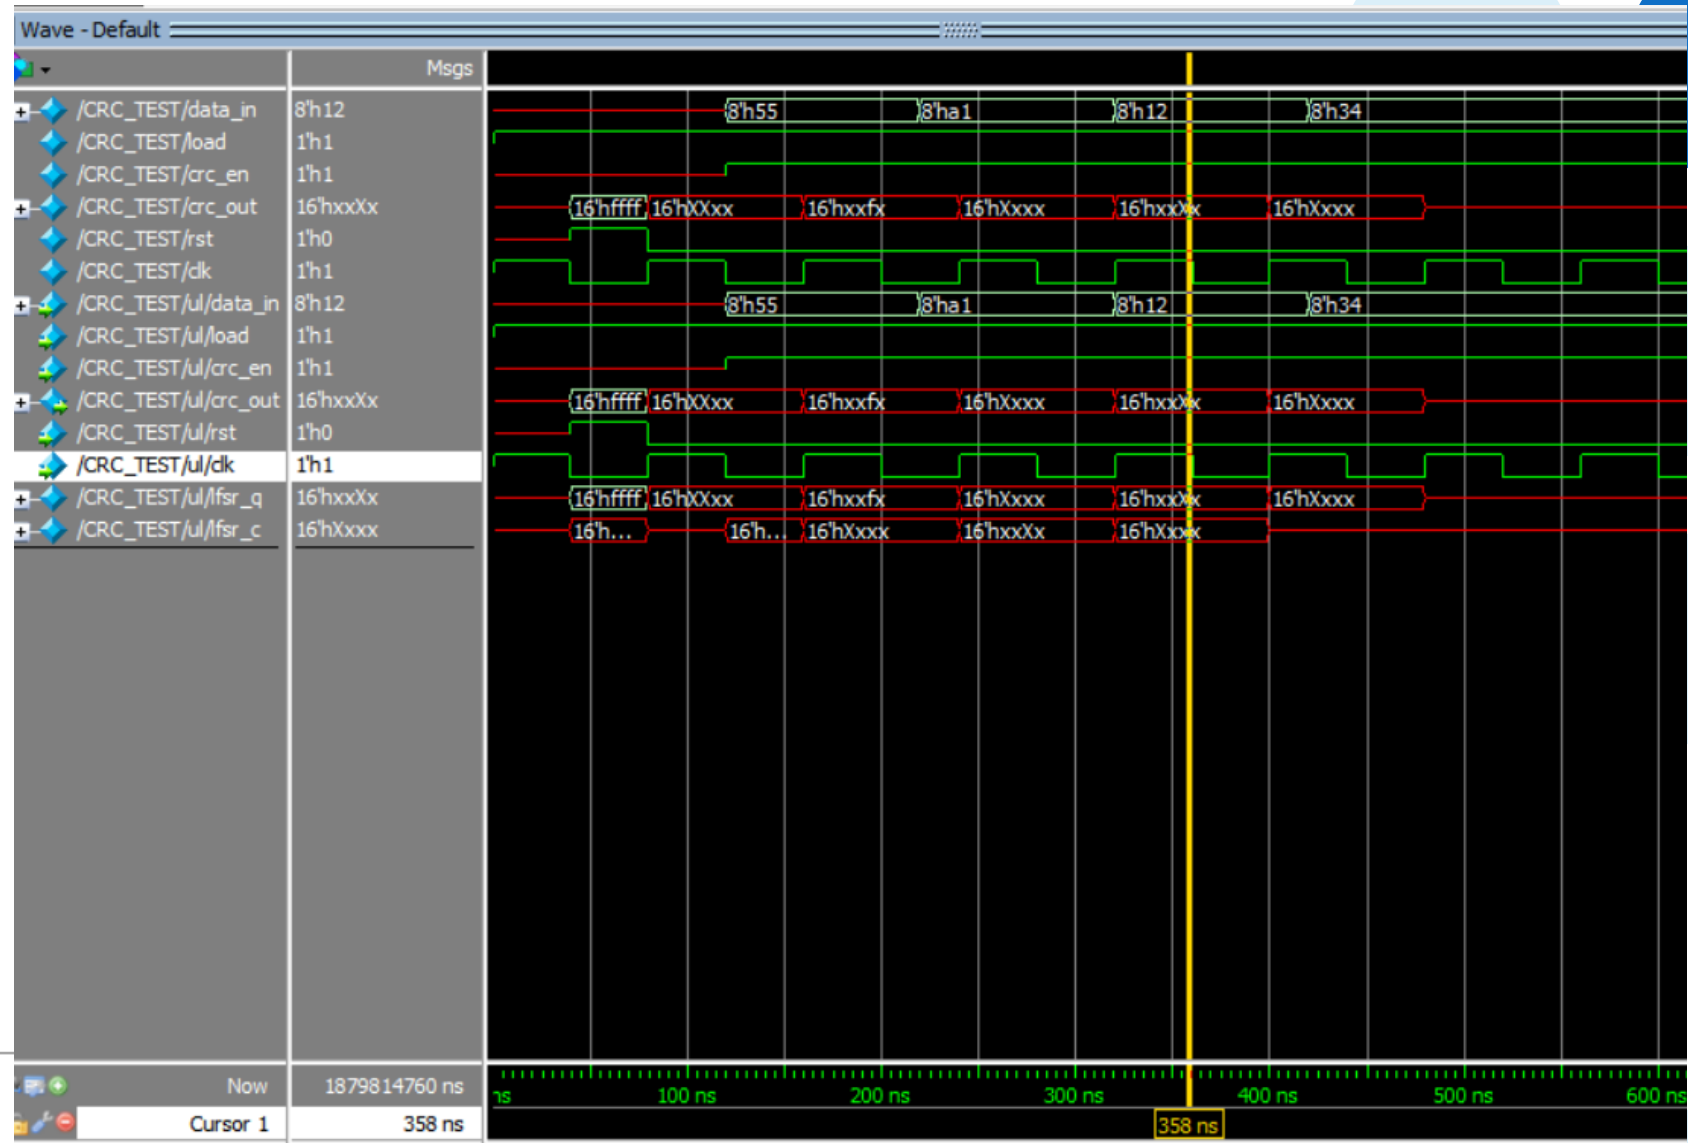 Wave - Default
Msgs
/CRC_TEST/data_in 8'h12 8'h55 8'ha1 8'h12 8'h34
/CRC_TEST/load 1'h1
/CRC_TEST/crc_en 1'h1
/CRC_TEST/crc_out 16'hxxXx 16'hffff 16'hXXxx 16'hxxfx 16'hXxxx 16'hxxXx 16'hXxxx
/CRC_TEST/rst 1'h0
/CRC_TEST/clk 1'h1
/CRC_TEST/ul/data_in 8'h12 8'h55 8'ha1 8'h12 8'h34
/CRC_TEST/ul/load 1'h1
/CRC_TEST/ul/crc_en 1'h1
/CRC_TEST/ul/crc_out 16'hxxXx 16'hffff 16'hXXxx 16'hxxfx 16'hXxxx 16'hxxXx 16'hXxxx
/CRC_TEST/ul/rst 1'h0
/CRC_TEST/ul/clk 1'h1
/CRC_TEST/ul/lfsr_q 16'hxxXx 16'hffff 16'hXXxx 16'hxxfx 16'hXxxx 16'hxxXx 16'hXxxx
/CRC_TEST/ul/lfsr_c 16'hXxxx 16'h... 16'h... 16'hXxxx 16'hxxXx 16'hXxxx
Now 1879814760 ns ns 100 ns 200 ns 300 ns 400 ns 500 ns 600 ns
Cursor 1 358 ns 358 ns